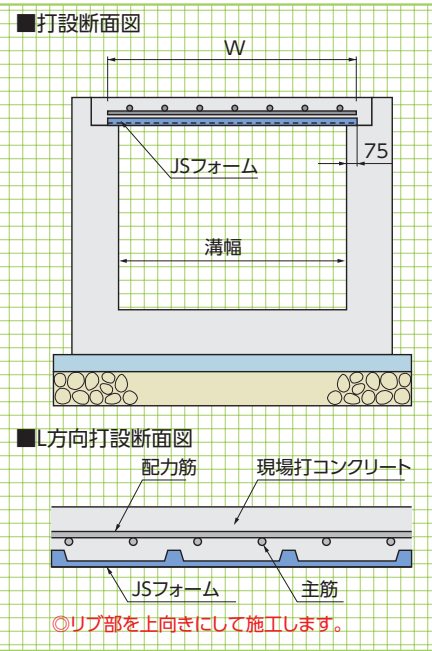 ■打設断面図
W
JSフォーム
75
溝幅
■L方向打設断面図
配力筋
現場打コンクリート
JSフォーム
主筋
◎リブ部を上向きにして施工します。